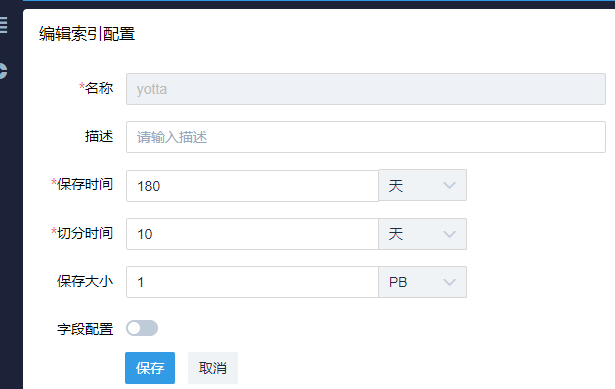 编辑索引配置
*名称 yotta
描述 请输入描述
*保存时间 180 天
*切分时间 10 天
保存大小 1 PB
字段配置
保存 取消